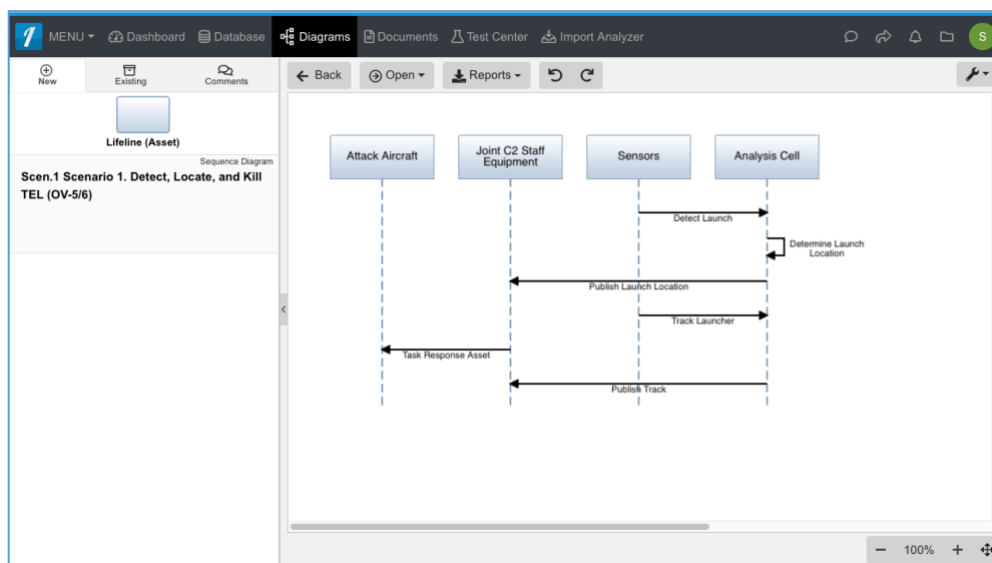 MENU Dashboard Database Diagrams Documents Test Center Import Analyzer S
New Existing Comments
Back Open Reports
Lifeline (Asset)
Sequence Diagram
Scen.1 Scenario 1. Detect, Locate, and Kill
TEL (OV-5/6)
Attack Aircraft
Joint C2 Staff
Equipment
Sensors
Analysis Cell
Detect Launch
Determine Launch
Location
Publish Launch Location
Track Launcher
Task Response Asset
Publish Track
100%